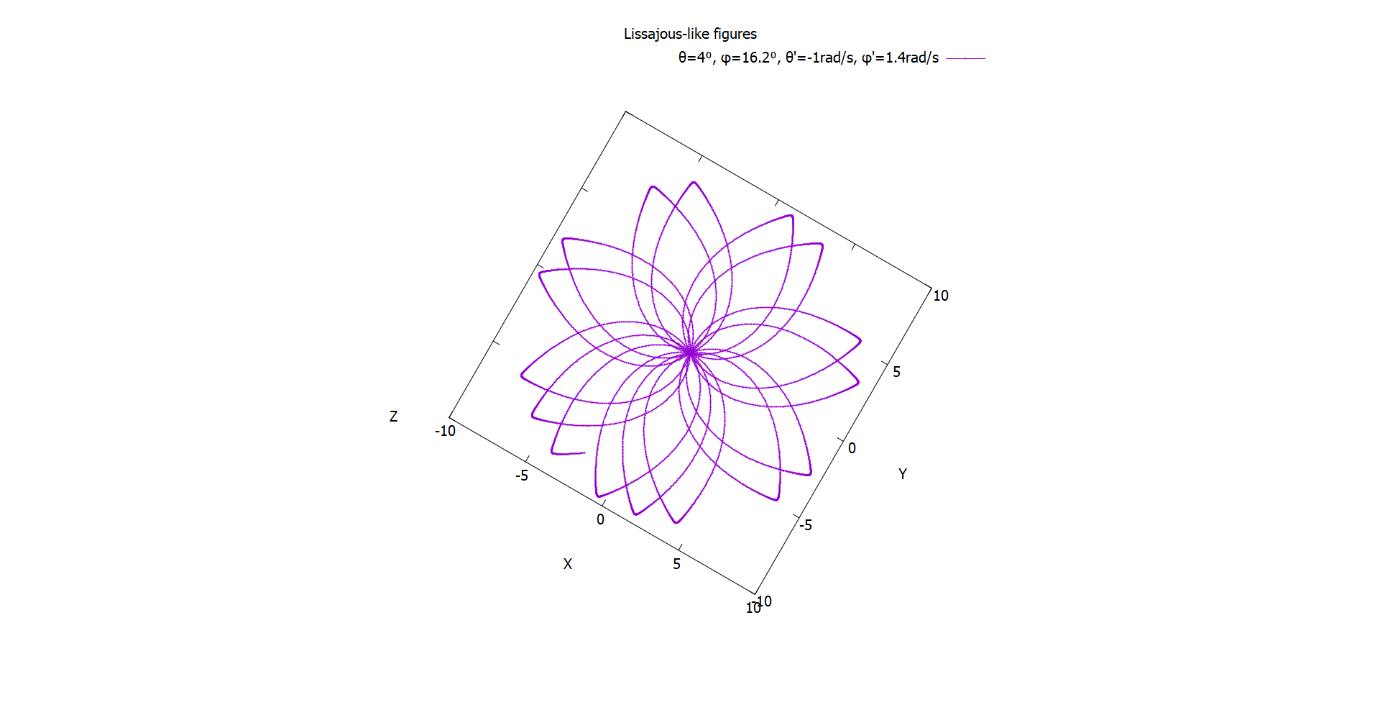 Lissajous-like figures
θ=4º, φ=16.2º, θ'=-1rad/s, φ'=1.4rad/s
10
5
Z
-10
0
-5
Y
0
-5
X
5
10
-10